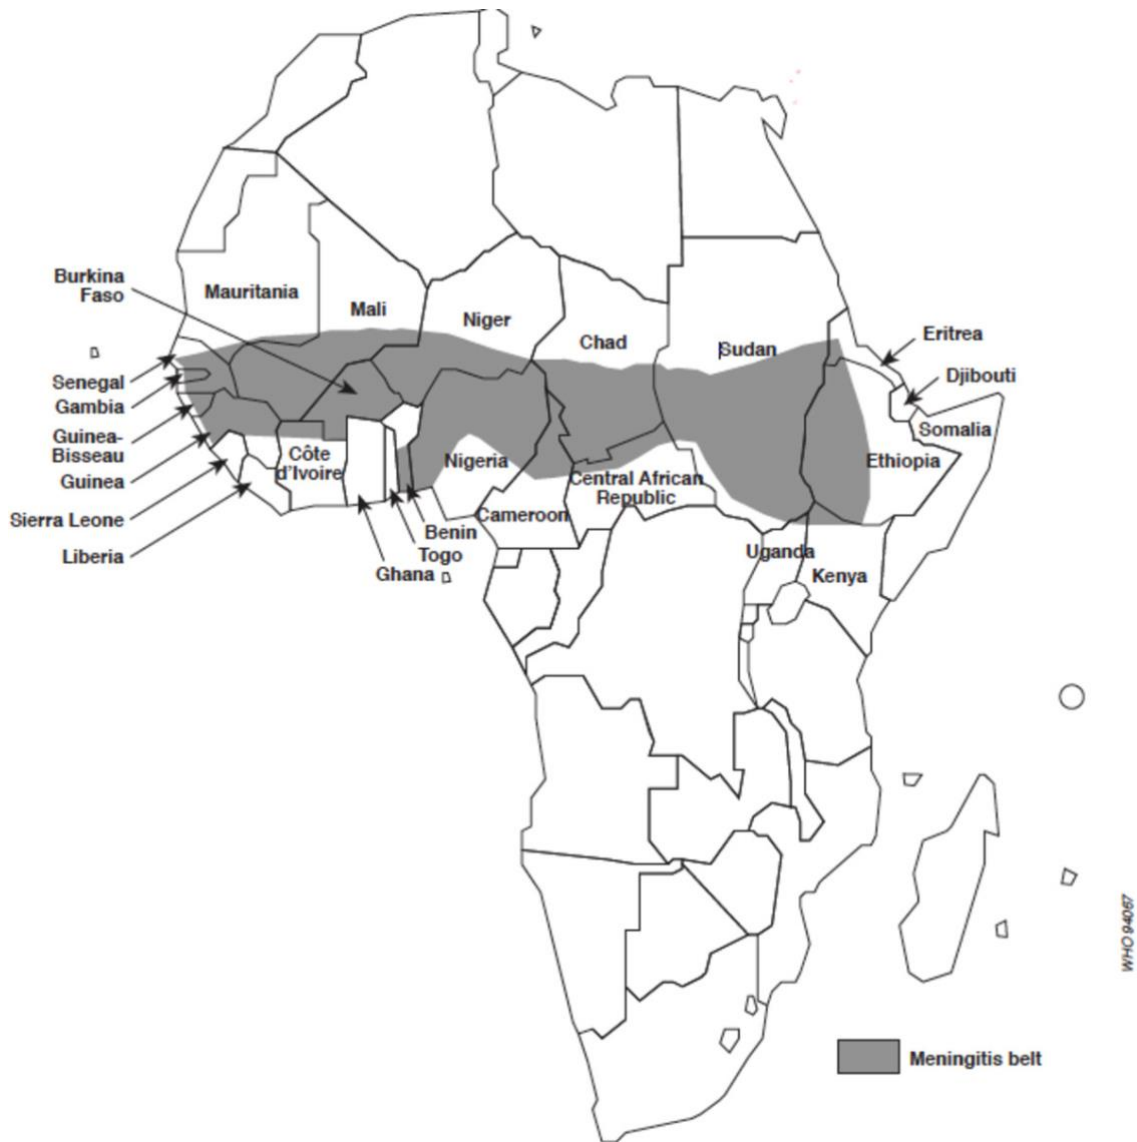 Burkina
Faso
Mauritania
Mali
Niger
Chad
Sudan
Eritrea
Djibouti
Somalia
Ethiopia
Senegal
Gambia
Guinea-
Bissau
Guinea
Sierra Leone
Liberia
Côte
d'Ivoire
Nigeria
Central African
Republic
Cameroon
Benin
Togo
Ghana
Uganda
Kenya
WHO 94067
Meningitis belt